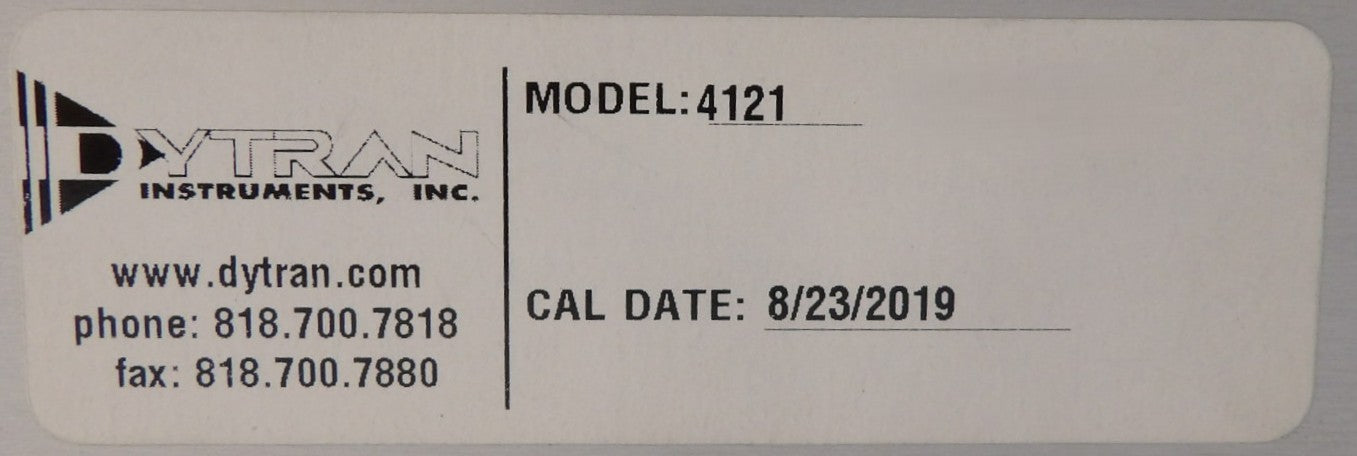 DYTRAN
INSTRUMENTS, INC.
www.dytran.com
phone: 818.700.7818
fax: 818.700.7880
MODEL: 4121
CAL DATE: 8/23/2019